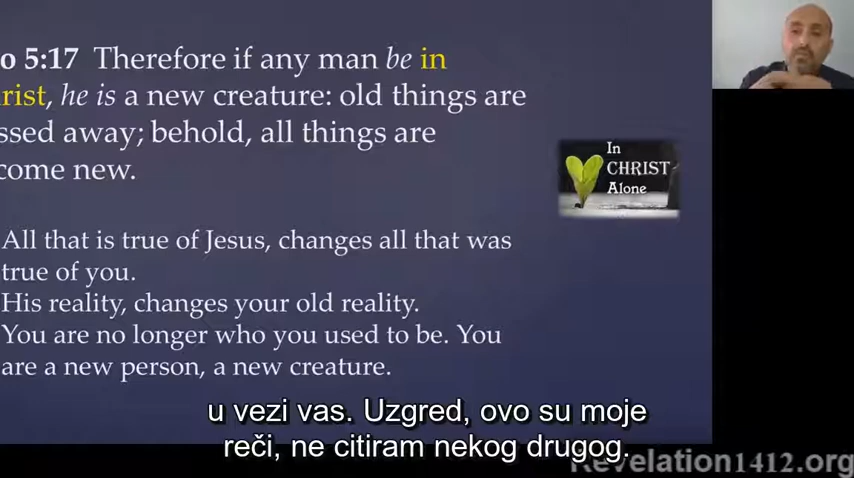 o 5:17 Therefore if any man be in
rist, he is a new creature: old things are
ssed away; behold, all things are
come new.
In
CHRIST
Alone
All that is true of Jesus, changes all that was
true of you.
His reality, changes your old reality.
You are no longer who you used to be. You
are a new person, a new creature.
u vezi vas. Uzgred, ovo su moje
reči, ne citiram nekog drugog.
Revelation1412.org